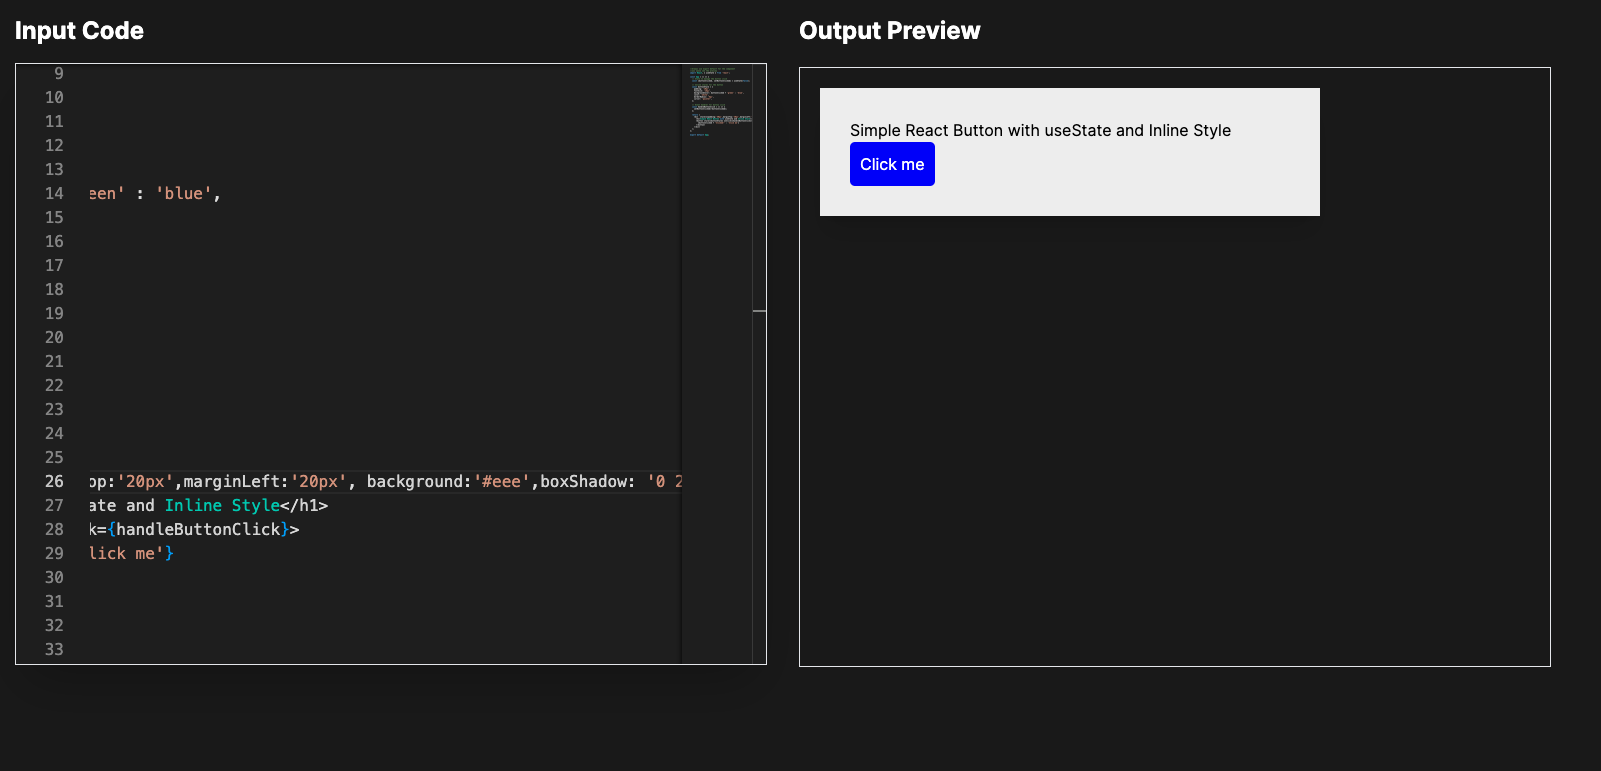 Input Code
9
10
11
12
13
14 een' : 'blue',
15
16
17
18
19
20
21
22
23
24
25
26 op:'20px',marginLeft:'20px', background:'#eee',boxShadow: '0 2
27 ate and Inline Style</h1>
28 k={handleButtonClick}>
29 lick me'}
30
31
32
33
Output Preview
Simple React Button with useState and Inline Style
Click me